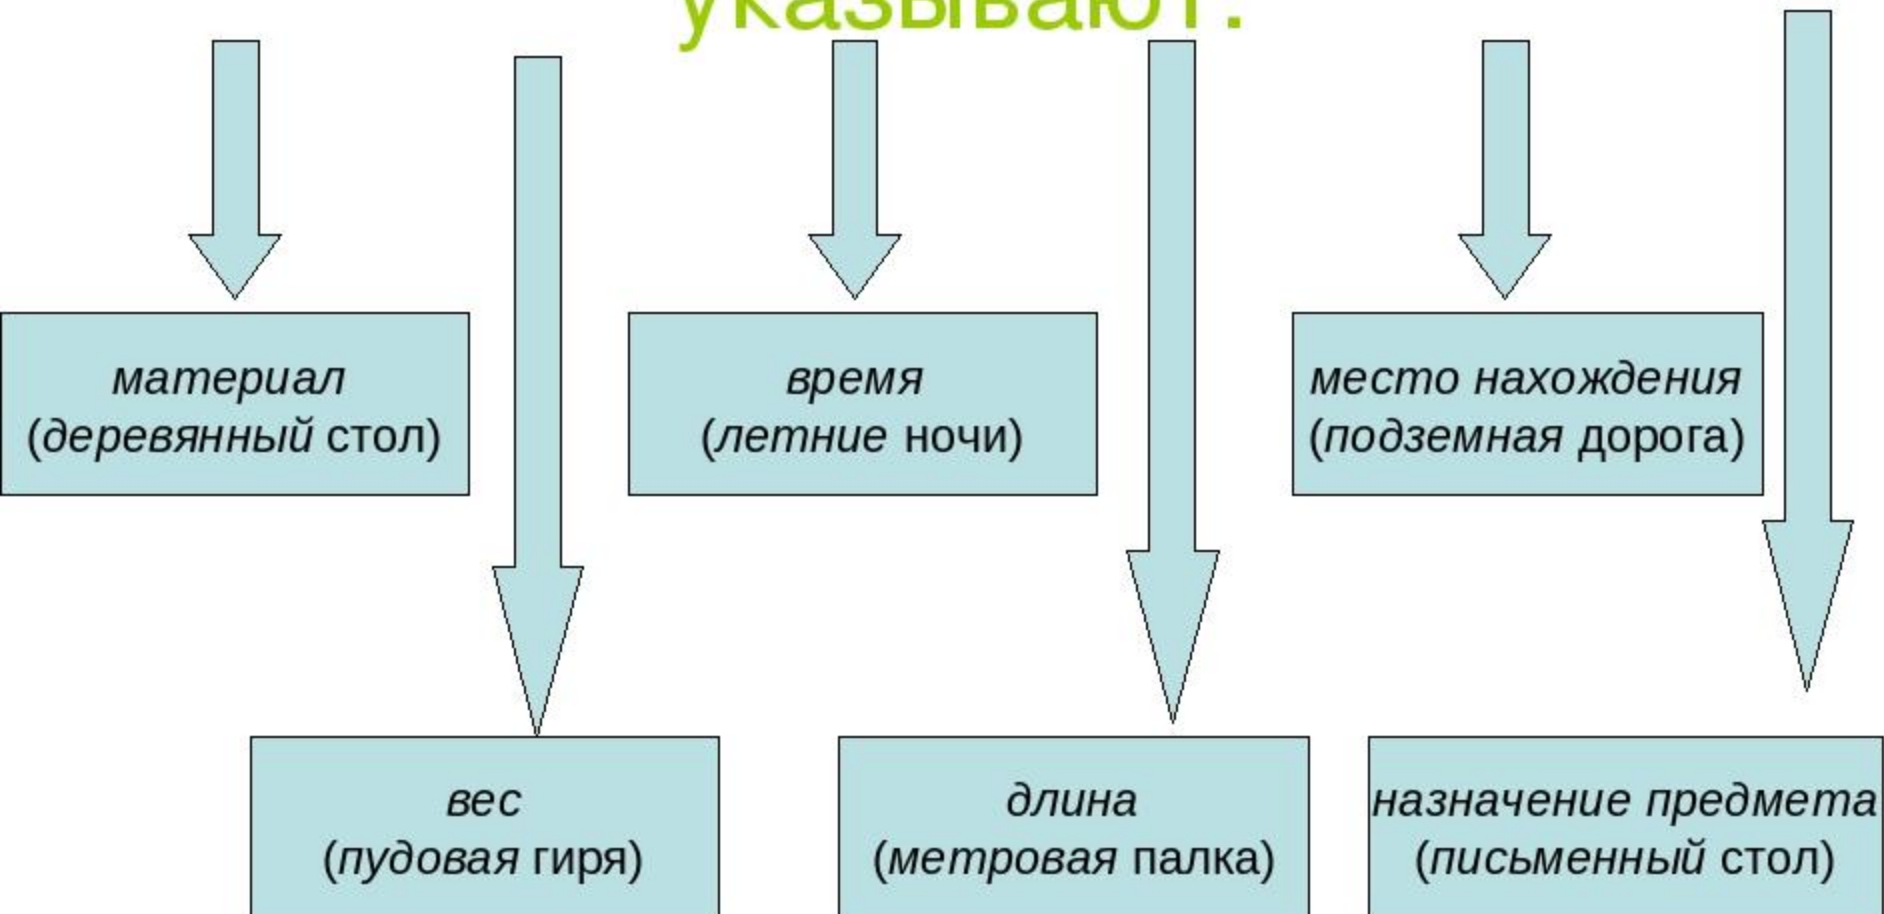 указывают:
материал
(деревянный стол)
время
(летние ночи)
место нахождения
(подземная дорога)
вес
(пудовая гиря)
длина
(метровая палка)
назначение предмета
(письменный стол)